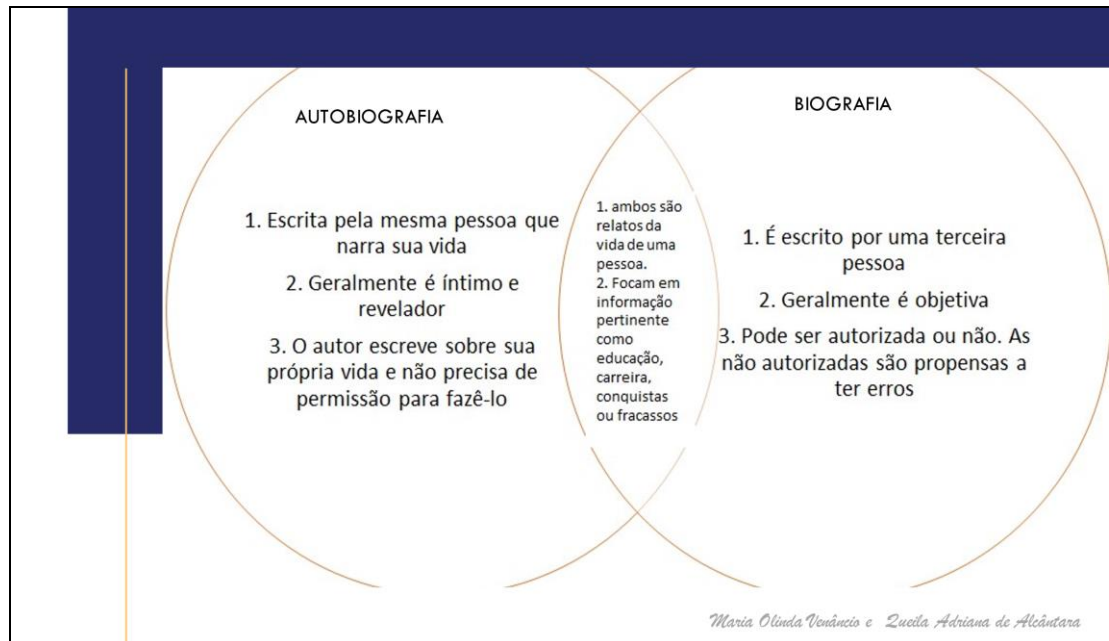 AUTOBIOGRAFIA
1. Escrita pela mesma pessoa que
narra sua vida
2. Geralmente é íntimo e
revelador
3. O autor escreve sobre sua
própria vida e não precisa de
permissão para fazê-lo
1. ambos são
relatos da
vida de uma
pessoa.
2. Focam em
informação
pertinente
como
educação,
carreira,
conquistas
ou fracassos
BIOGRAFIA
1. É escrito por uma terceira
pessoa
2. Geralmente é objetiva
3. Pode ser autorizada ou não. As
não autorizadas são propensas a
ter erros
Maria Olinda Venâncio e Queila Adriana de Alcântara